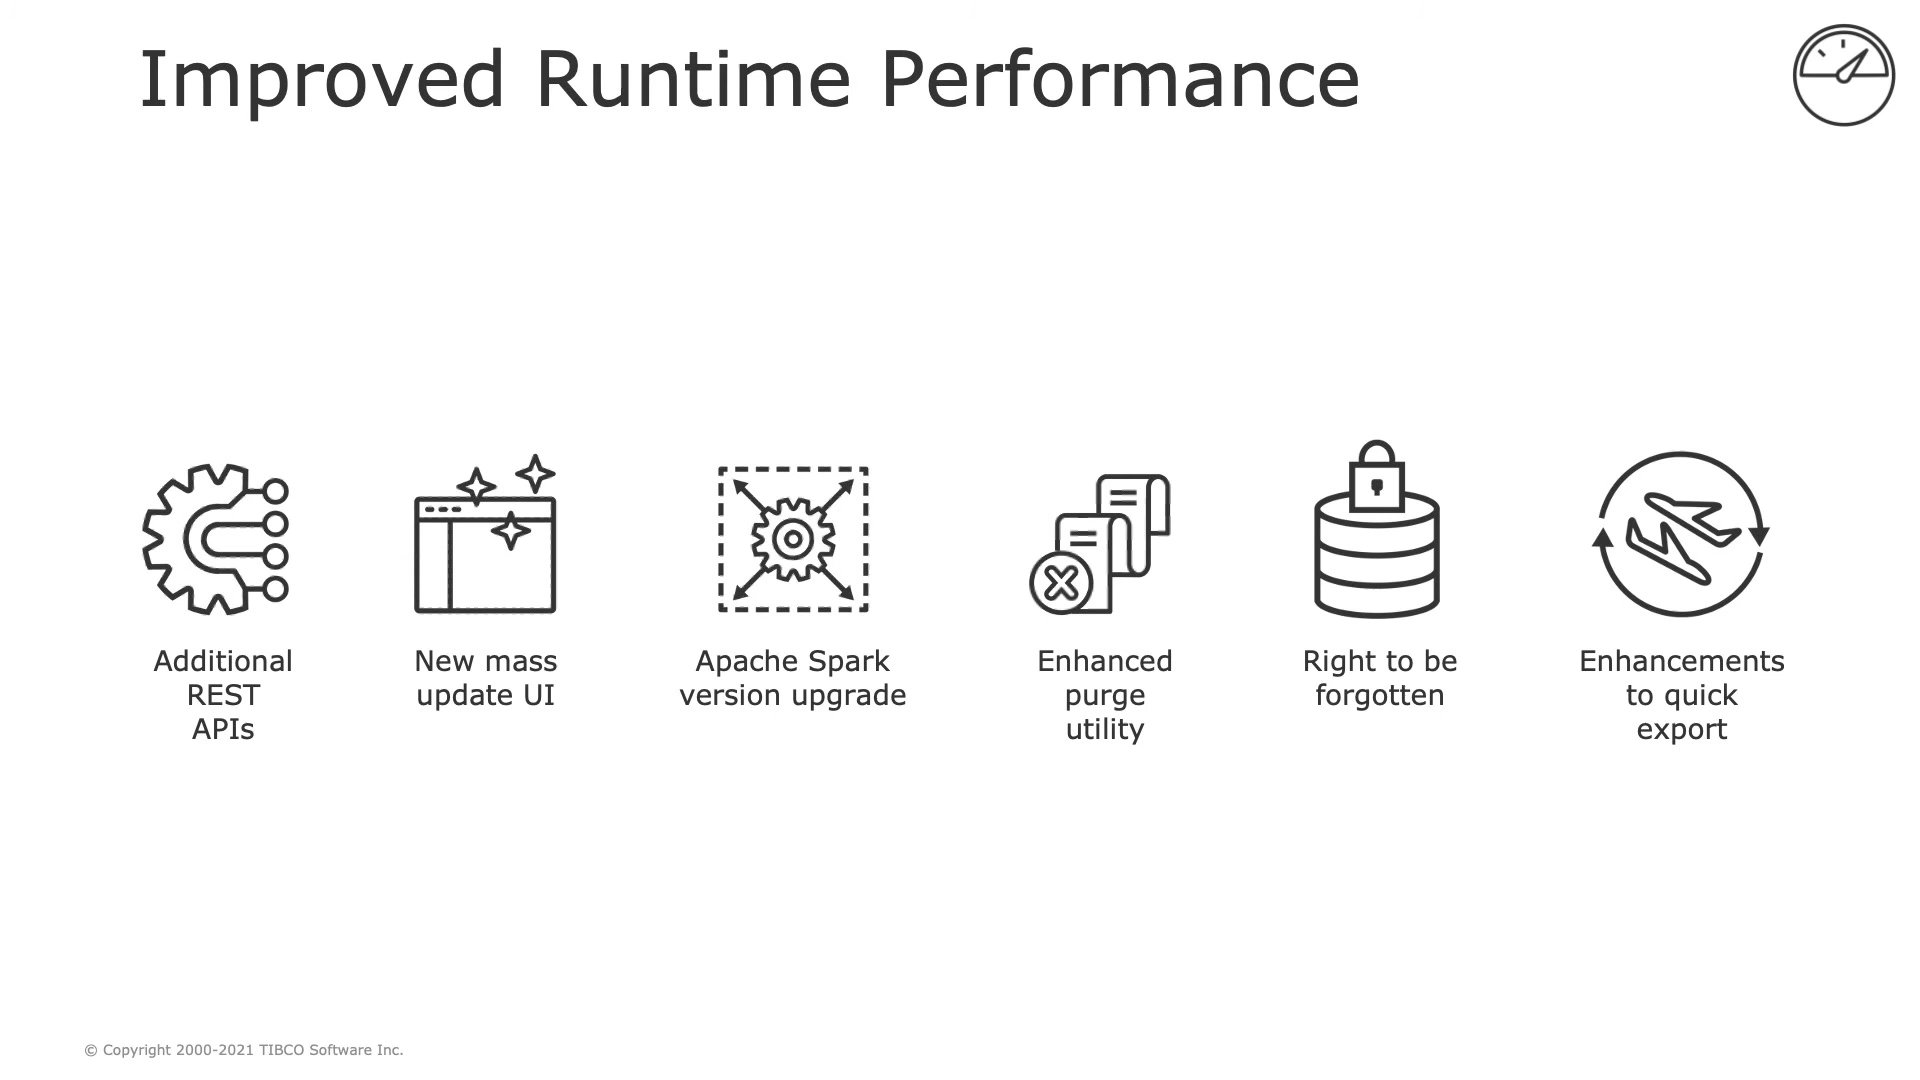 Improved Runtime Performance
Additional
REST
APIs
New mass
update UI
Apache Spark
version upgrade
Enhanced
purge
utility
Right to be
forgotten
Enhancements
to quick
export
© Copyright 2000-2021 TIBCO Software Inc.